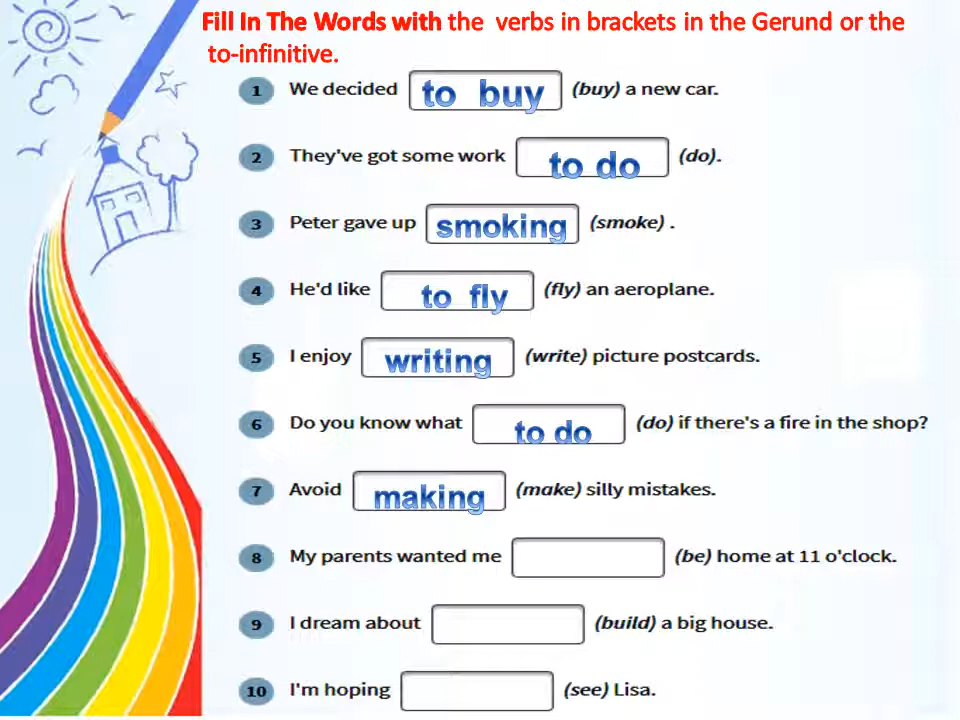 Fill In The Words with the verbs in brackets in the Gerund or the
to-infinitive.
1 We decided to buy (buy) a new car.
2 They've got some work to do (do).
3 Peter gave up smoking (smoke) .
4 He'd like to fly (fly) an aeroplane.
5 I enjoy writing (write) picture postcards.
6 Do you know what to do (do) if there's a fire in the shop?
7 Avoid making (make) silly mistakes.
8 My parents wanted me (be) home at 11 o'clock.
9 I dream about (build) a big house.
10 I'm hoping (see) Lisa.